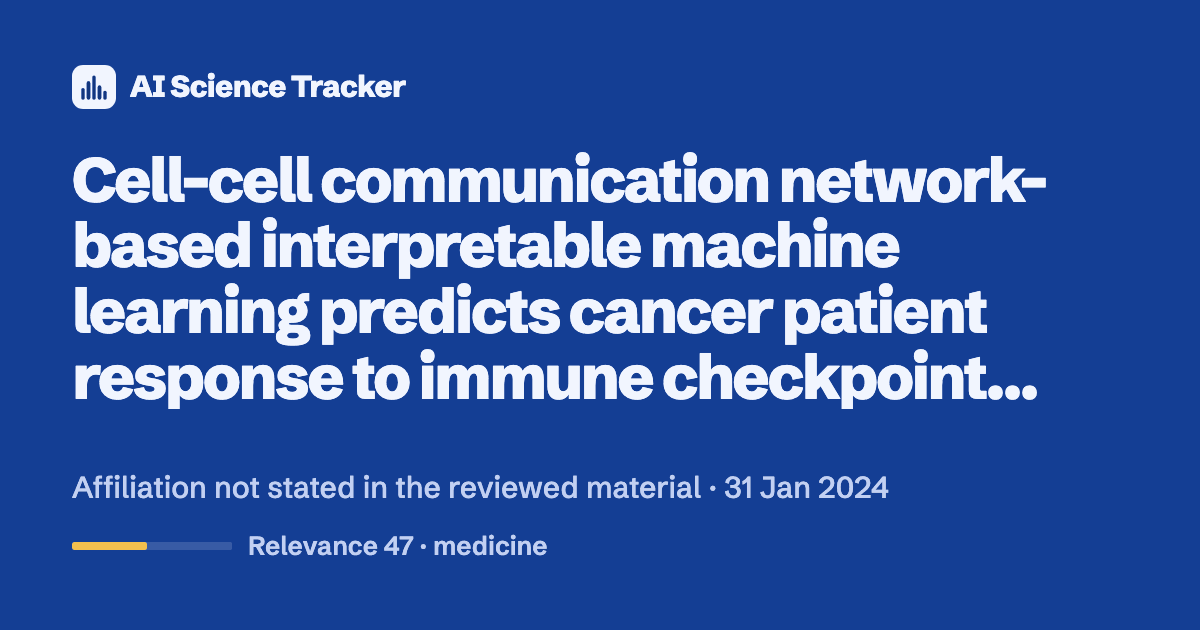 AI Science Tracker
Cell-cell communication network-
based interpretable machine
learning predicts cancer patient
response to immune checkpoint...
Affiliation not stated in the reviewed material · 31 Jan 2024
Relevance 47 · medicine